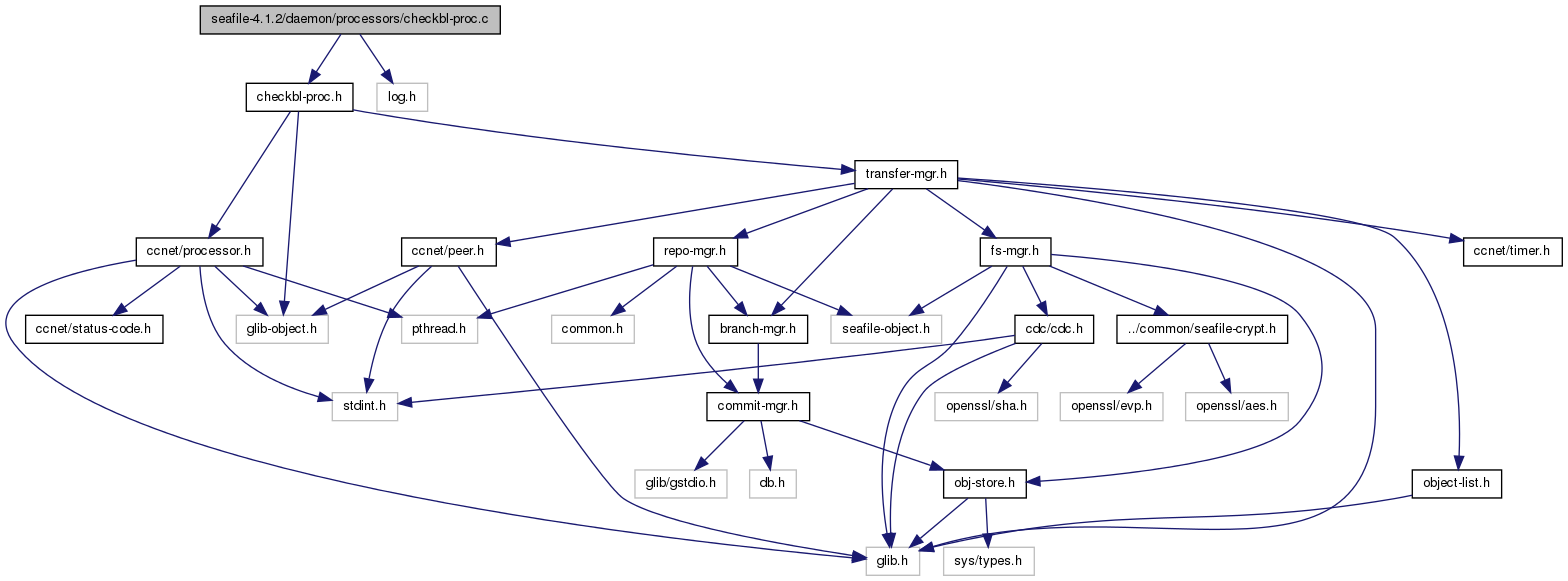 seafile-4.1.2/daemon/processors/checkbl-proc.c
checkbl-proc.h
log.h
transfer-mgr.h
ccnet/processor.h
ccnet/peer.h
repo-mgr.h
fs-mgr.h
ccnet/timer.h
ccnet/status-code.h
glib-object.h
pthread.h
common.h
branch-mgr.h
seafile-object.h
cdc/cdc.h
../common/seafile-crypt.h
stdint.h
commit-mgr.h
openssl/sha.h
openssl/evp.h
openssl/aes.h
glib/gstdio.h
db.h
obj-store.h
object-list.h
glib.h
sys/types.h